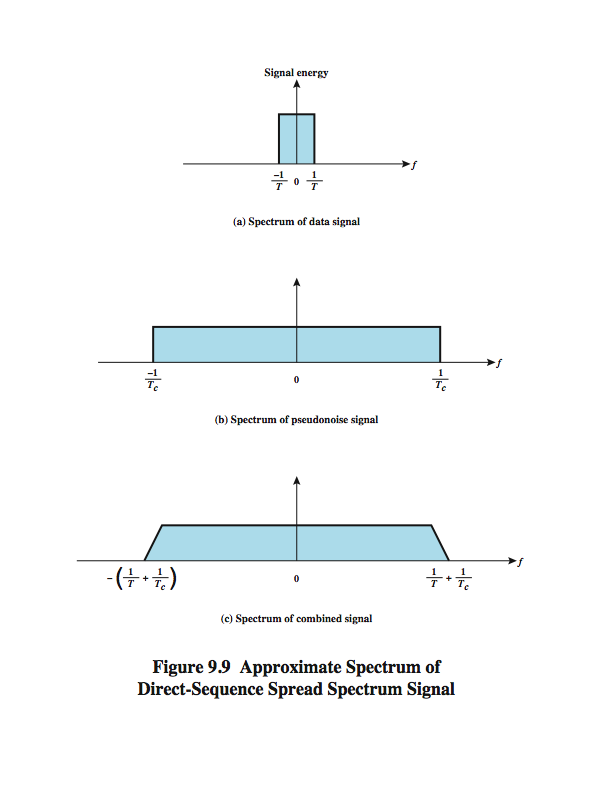 Signal energy
f
–1/T 0 1/T
(a) Spectrum of data signal
f
–1/Tc 0 1/Tc
(b) Spectrum of pseudonoise signal
f
–(1/T + 1/Tc) 0 1/T + 1/Tc
(c) Spectrum of combined signal
Figure 9.9 Approximate Spectrum of
Direct-Sequence Spread Spectrum Signal